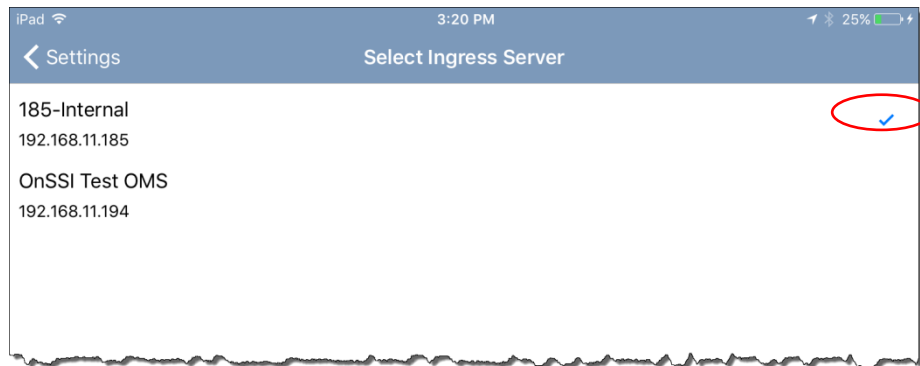 iPad 3:20 PM 25%
Settings Select Ingress Server
185-Internal
192.168.11.185
OnSSI Test OMS
192.168.11.194